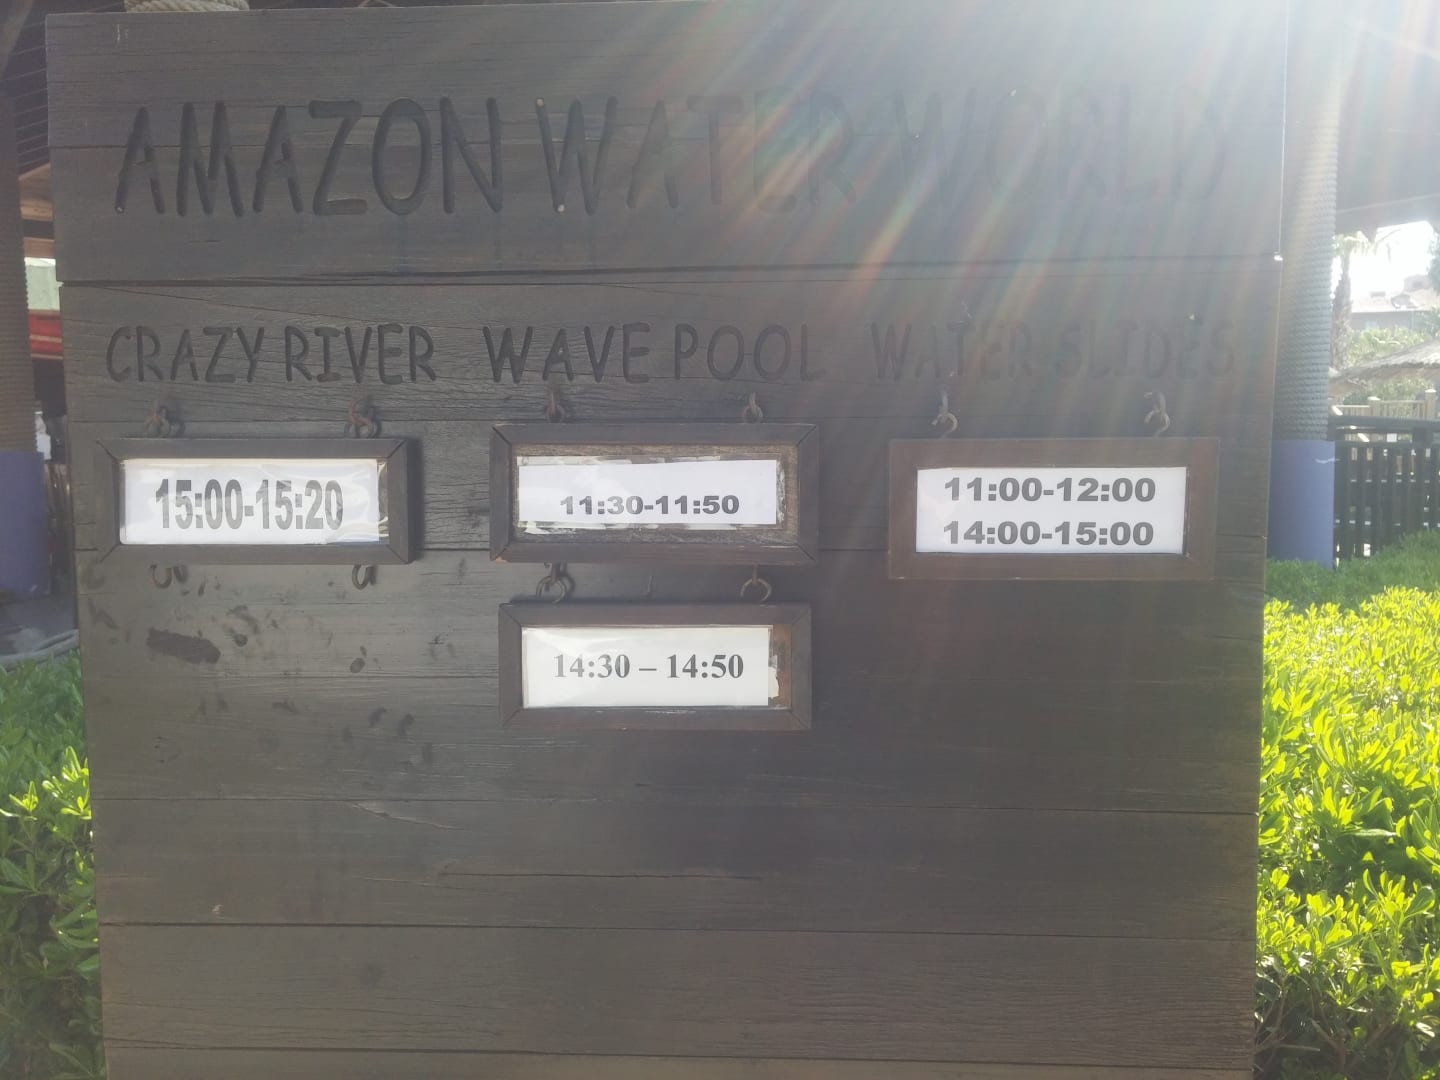 AMAZON WATER WORLD
CRAZY RIVER
15:00-15:20
WAVE POOL
11:30-11:50
14:30 – 14:50
WATER SLIDES
11:00-12:00
14:00-15:00